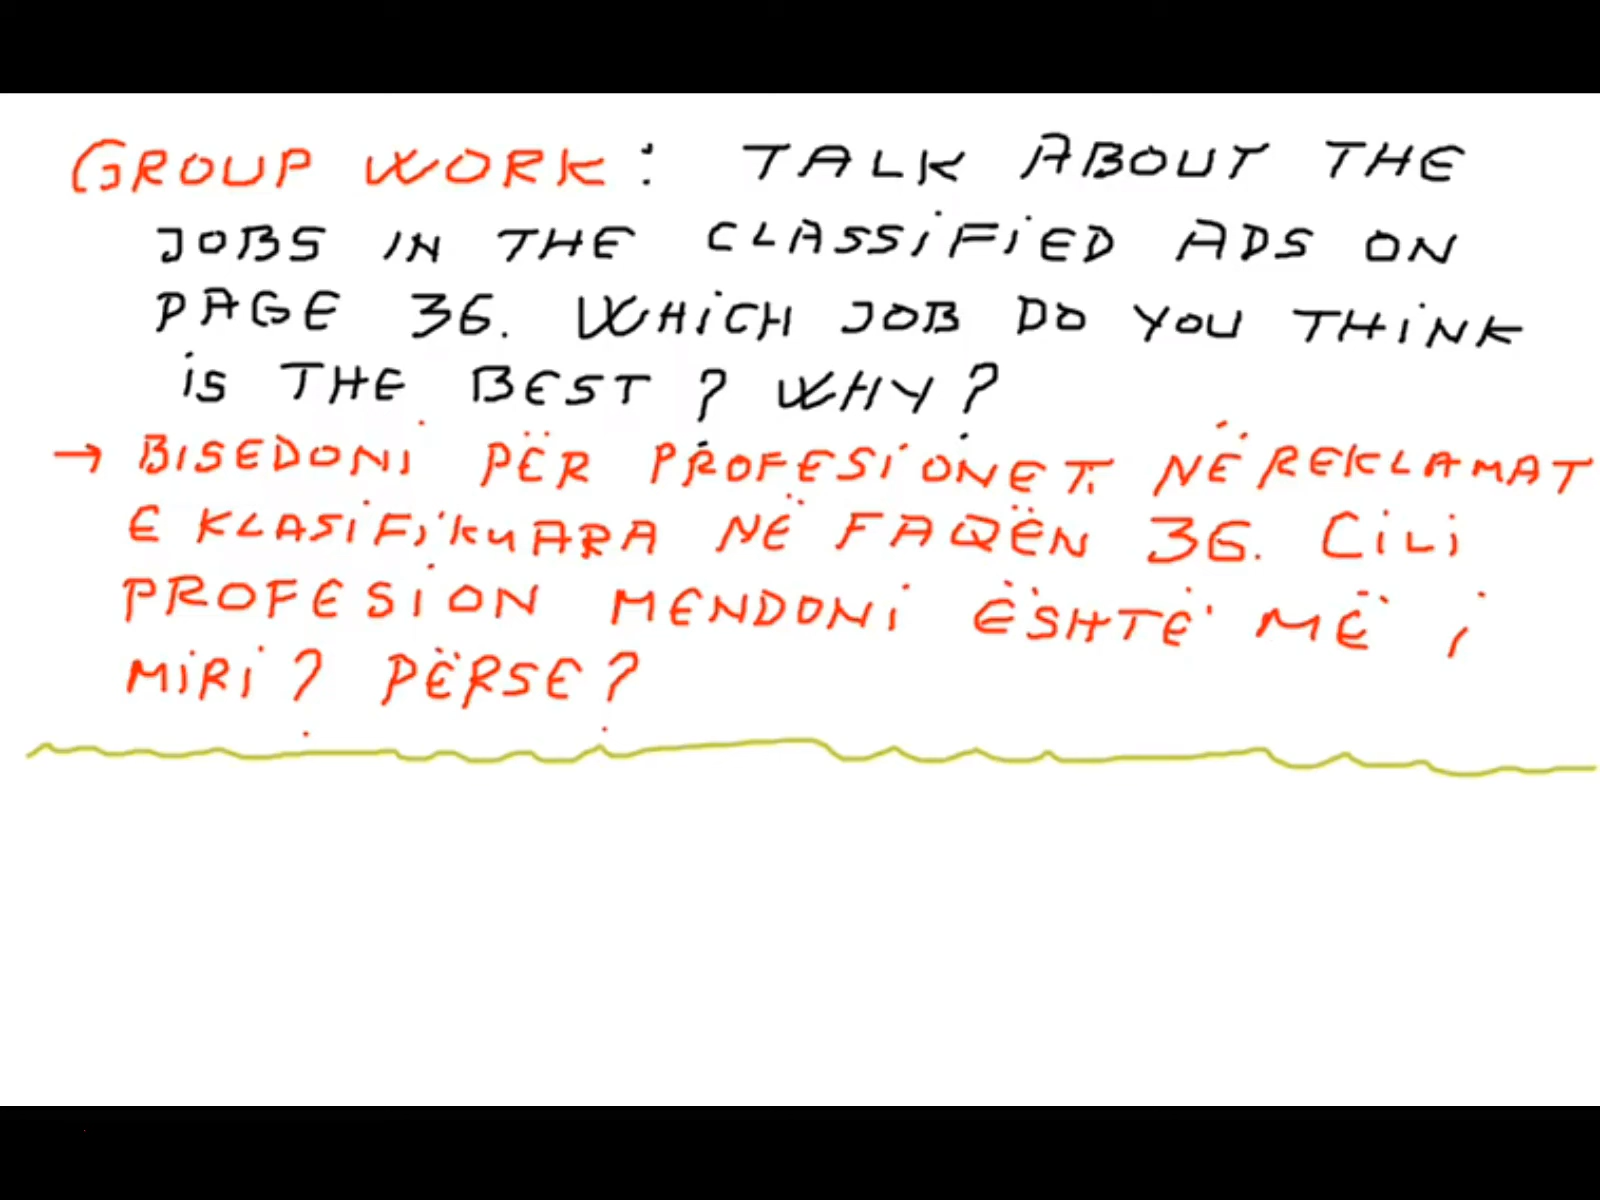 GROUP WORK: TALK ABOUT THE
JOBS IN THE CLASSiFiED ADS ON
PAGE 36. WHiCH JOB DO YOU THiNK
iS THE BEST? WHY?
→ BISEDONi PËR PROFESiONET NË REKLAMAT
E KLASiFiKUARA NË FAQËN 36. CiLi
PROFESiON MENDONi ËSHTË MË i
MiRi? PËRSE?